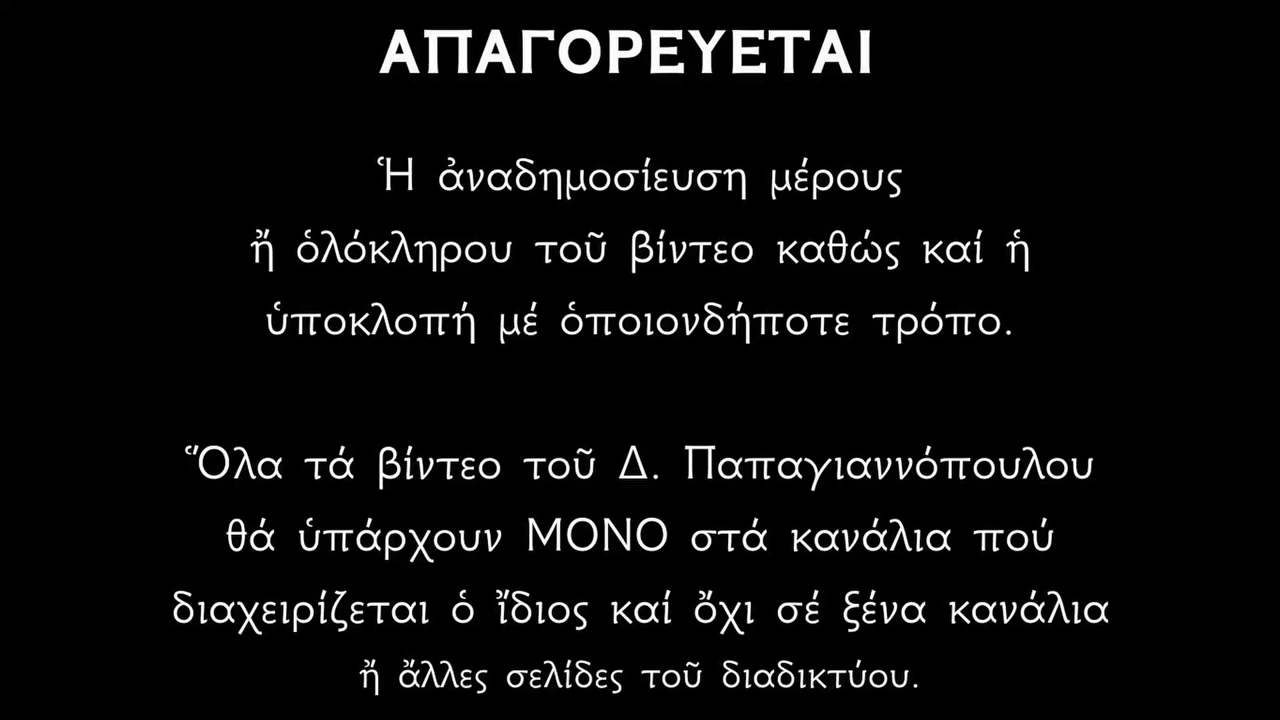 ΑΠΑΓΟΡΕΥΕΤΑΙ
Ἡ ἀναδημοσίευση μέρους
ἤ ὁλόκληρου τοῦ βίντεο καθώς καί ἡ
ὑποκλοπή μέ ὁποιονδήποτε τρόπο.
Ὅλα τά βίντεο τοῦ Δ. Παπαγιαννόπουλου
θά ὑπάρχουν ΜΟΝΟ στά κανάλια πού
διαχειρίζεται ὁ ἴδιος καί ὄχι σέ ξένα κανάλια
ἤ ἄλλες σελίδες τοῦ διαδικτύου.